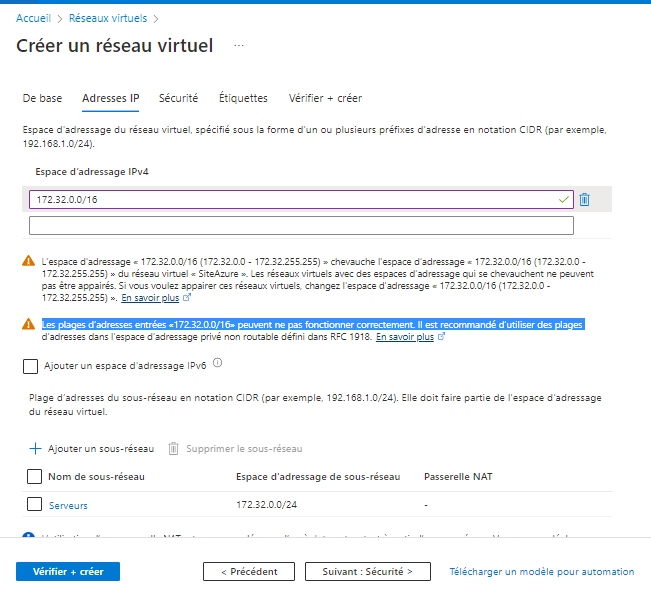 Accueil > Réseaux virtuels >
Créer un réseau virtuel ...
De base Adresses IP Sécurité Étiquettes Vérifier + créer
Espace d'adressage du réseau virtuel, spécifié sous la forme d'un ou plusieurs préfixes d'adresse en notation CIDR (par exemple,
192.168.1.0/24).
Espace d'adressage IPv4
172.32.0.0/16
L'espace d'adressage « 172.32.0.0/16 (172.32.0.0 - 172.32.255.255) » chevauche l'espace d'adressage « 172.32.0.0/16 (172.32.0.0 -
172.32.255.255) » du réseau virtuel « SiteAzure ». Les réseaux virtuels avec des espaces d'adressage qui se chevauchent ne peuvent
pas être appairés. Si vous voulez appairer ces réseaux virtuels, changez l'espace d'adressage « 172.32.0.0/16 (172.32.0.0 -
172.32.255.255) ». En savoir plus
Les plages d'adresses entrées «172.32.0.0/16» peuvent ne pas fonctionner correctement. Il est recommandé d'utiliser des plages
d'adresses dans l'espace d'adressage privé non routable défini dans RFC 1918. En savoir plus
Ajouter un espace d'adressage IPv6
Plage d'adresses du sous-réseau en notation CIDR (par exemple, 192.168.1.0/24). Elle doit faire partie de l'espace d'adressage
du réseau virtuel.
+ Ajouter un sous-réseau Supprimer le sous-réseau
Nom de sous-réseau Espace d'adressage de sous-réseau Passerelle NAT
Serveurs 172.32.0.0/24 -
Vérifier + créer < Précédent Suivant : Sécurité > Télécharger un modèle pour automation